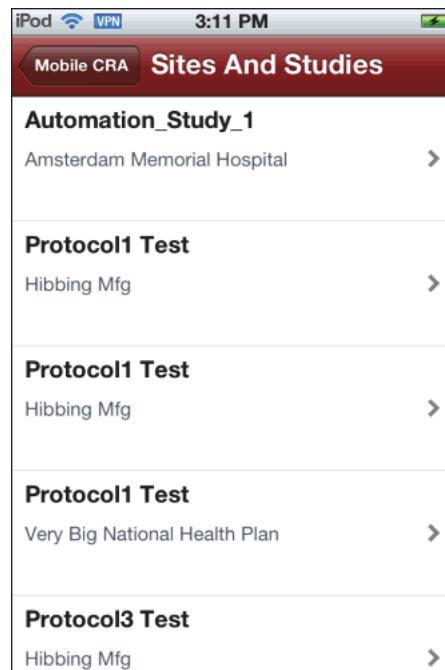 iPod VPN 3:11 PM
Mobile CRA Sites And Studies
Automation_Study_1
Amsterdam Memorial Hospital
Protocol1 Test
Hibbing Mfg
Protocol1 Test
Hibbing Mfg
Protocol1 Test
Very Big National Health Plan
Protocol3 Test
Hibbing Mfg